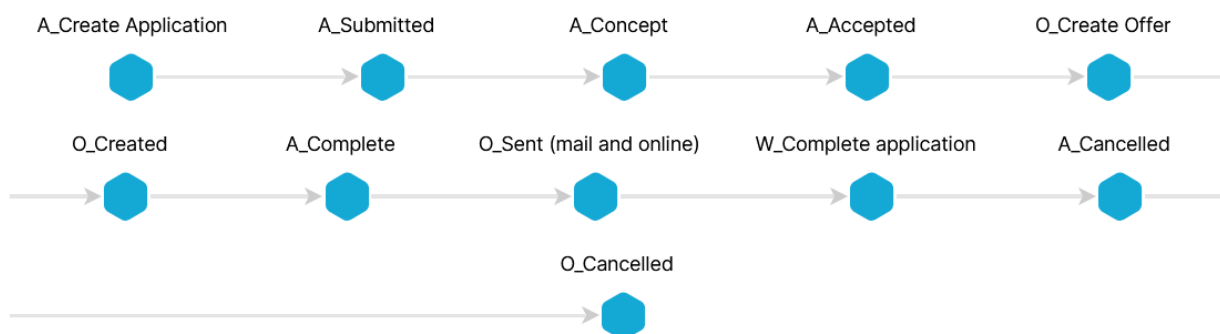 A_Create Application A_Submitted A_Concept A_Accepted O_Create Offer
O_Created A_Complete O_Sent (mail and online) W_Complete application A_Cancelled
O_Cancelled